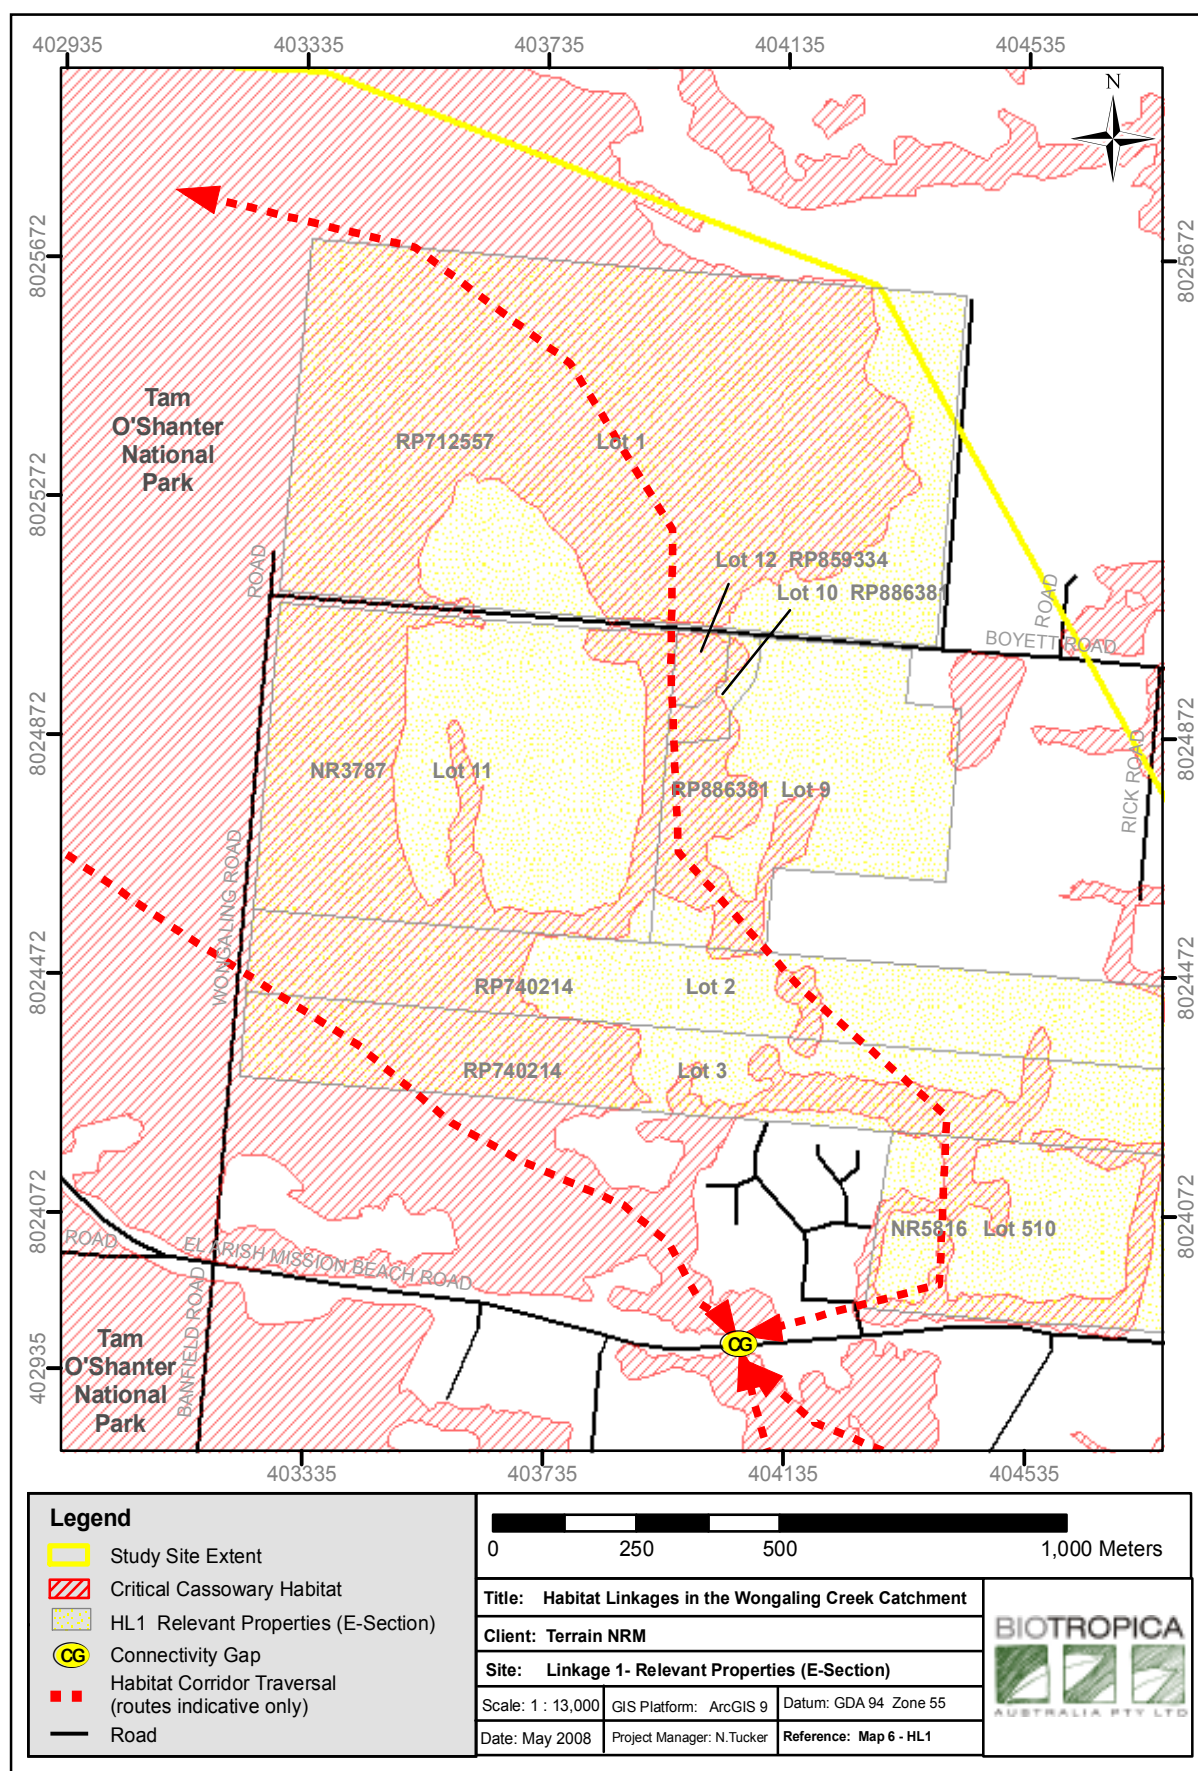 402935 403335 403735 404135 404535
N
8025672
8025672
Tam
O'Shanter
National
Park
RP712557 Lot 1
8025272
8025272
Lot 12 RP859334
Lot 10 RP886381
ROAD
ROAD
BOYETT ROAD
8024872
8024872
NR3787 Lot 11
RP886381 Lot 9
RICK ROAD
WONGALING ROAD
8024472
8024472
RP740214 Lot 2
RP740214 Lot 3
8024072
8024072
NR5816 Lot 510
ROAD
EL ARISH MISSION BEACH ROAD
BANFIELD ROAD
Tam
O'Shanter
National
Park
402935
CG
403335 403735 404135 404535
Legend
Study Site Extent
Critical Cassowary Habitat
HL1 Relevant Properties (E-Section)
CG Connectivity Gap
Habitat Corridor Traversal
(routes indicative only)
Road
0 250 500 1,000 Meters
Title: Habitat Linkages in the Wongaling Creek Catchment
Client: Terrain NRM
Site: Linkage 1- Relevant Properties (E-Section)
Scale: 1 : 13,000 GIS Platform: ArcGIS 9 Datum: GDA 94 Zone 55
Date: May 2008 Project Manager: N.Tucker Reference: Map 6 - HL1
BIOTROPICA
AUSTRALIA PTY LTD